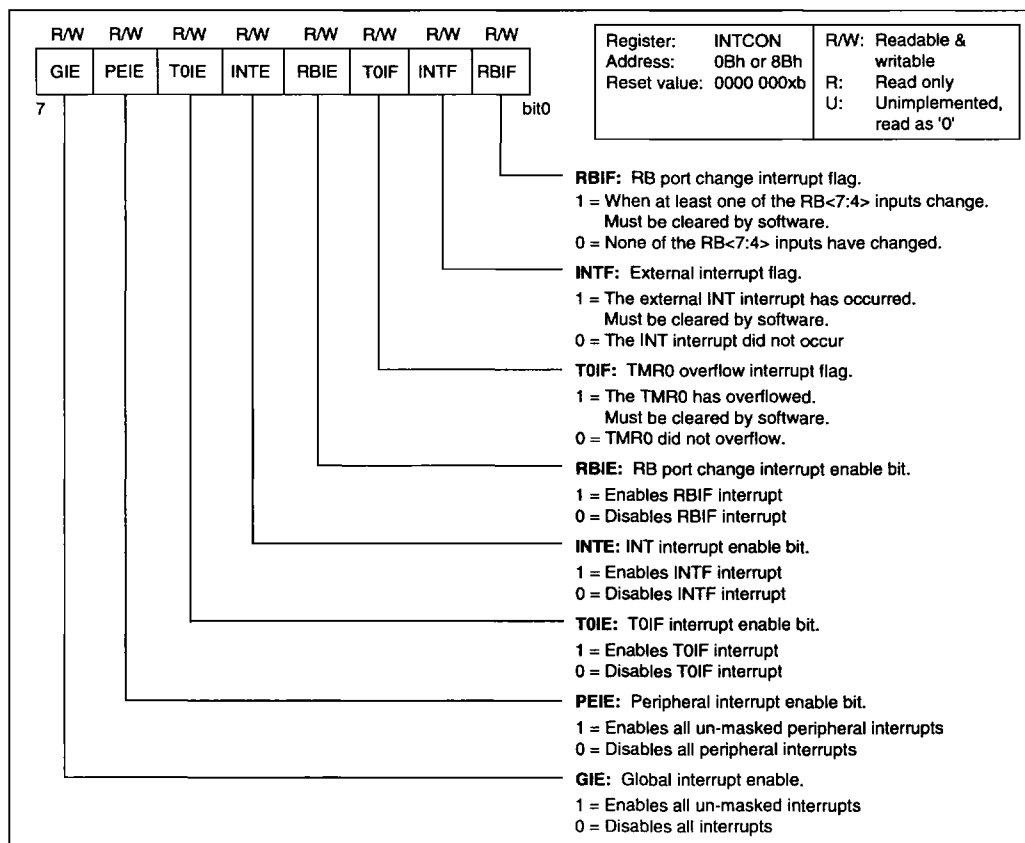 R/W R/W R/W R/W R/W R/W R/W R/W
GIE PEIE T0IE INTE RBIE T0IF INTF RBIF
7 bit0
Register: INTCON
Address: 0Bh or 8Bh
Reset value: 0000 000xb
R/W: Readable &
writable
R: Read only
U: Unimplemented,
read as '0'
RBIF: RB port change interrupt flag.
1 = When at least one of the RB<7:4> inputs change.
Must be cleared by software.
0 = None of the RB<7:4> inputs have changed.
INTF: External interrupt flag.
1 = The external INT interrupt has occurred.
Must be cleared by software.
0 = The INT interrupt did not occur
T0IF: TMR0 overflow interrupt flag.
1 = The TMR0 has overflowed.
Must be cleared by software.
0 = TMR0 did not overflow.
RBIE: RB port change interrupt enable bit.
1 = Enables RBIF interrupt
0 = Disables RBIF interrupt
INTE: INT interrupt enable bit.
1 = Enables INTF interrupt
0 = Disables INTF interrupt
T0IE: T0IF interrupt enable bit.
1 = Enables T0IF interrupt
0 = Disables T0IF interrupt
PEIE: Peripheral interrupt enable bit.
1 = Enables all un-masked peripheral interrupts
0 = Disables all peripheral interrupts
GIE: Global interrupt enable.
1 = Enables all un-masked interrupts
0 = Disables all interrupts